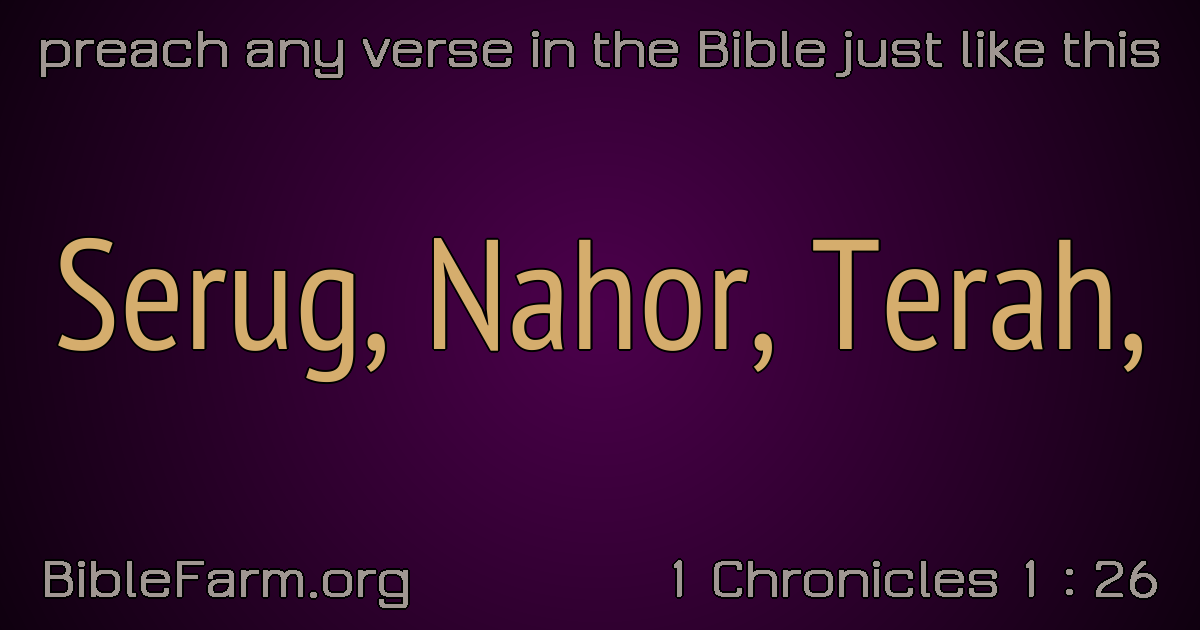 preach any verse in the Bible just like this
Serug, Nahor, Terah,
BibleFarm.org
1 Chronicles 1 : 26